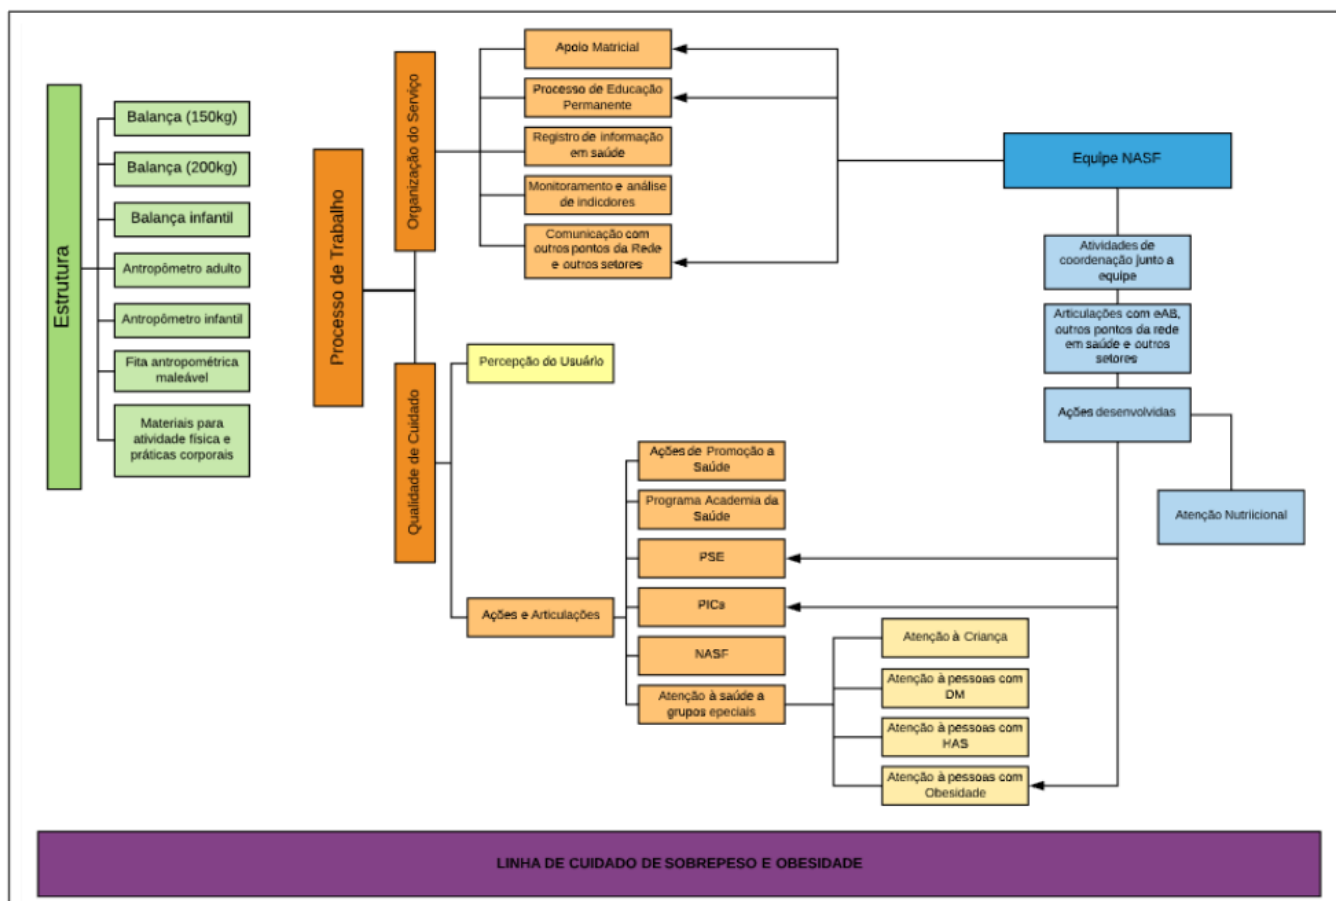 Estrutura
Balança (150kg)
Balança (200kg)
Balança infantil
Antropômetro adulto
Antropômetro infantil
Fita antropométrica
maleável
Materiais para
atividade física e
práticas corporais
Processo de Trabalho
Organização do Serviço
Apoio Matricial
Processo de Educação
Permanente
Registro de informação
em saúde
Monitoramento e análise
de indicdores
Comunicação com
outros pontos da Rede
e outros setores
Qualidade de Cuidado
Percepção do Usuário
Ações e Articulações
Ações de Promoção a
Saúde
Programa Academia da
Saúde
PSE
PICs
NASF
Atenção à saúde a
grupos epeciais
Atenção à Criança
Atenção à pessoas com
DM
Atenção à pessoas com
HAS
Atenção à pessoas com
Obesidade
Equipe NASF
Atividades de
coordenação junto a
equipe
Articulações com eAB,
outros pontos da rede
em saúde e outros
setores
Ações desenvolvidas
Atenção Nutriicional
LINHA DE CUIDADO DE SOBREPESO E OBESIDADE